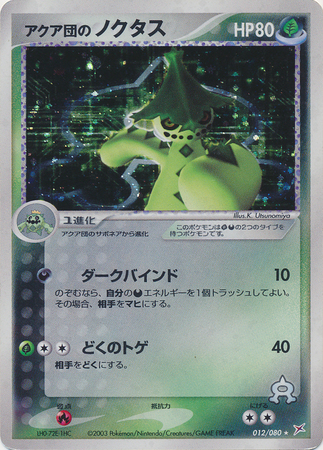 アクア団の ノクタス HP80
Illus.K. Utsunomiya
1進化
アクア団のサボネアから進化
このポケモンは の2つのタイプを
持つポケモンです。
ダークバインド 10
のぞむなら、自分の エネルギーを1個トラッシュしてよい。
その場合、相手をマヒにする。
どくのトゲ 40
相手をどくにする。
弱点 抵抗力 にげる
LH0-72E-THC ©2003 Pokémon/Nintendo/Creatures/GAME FREAK 012/080 ★